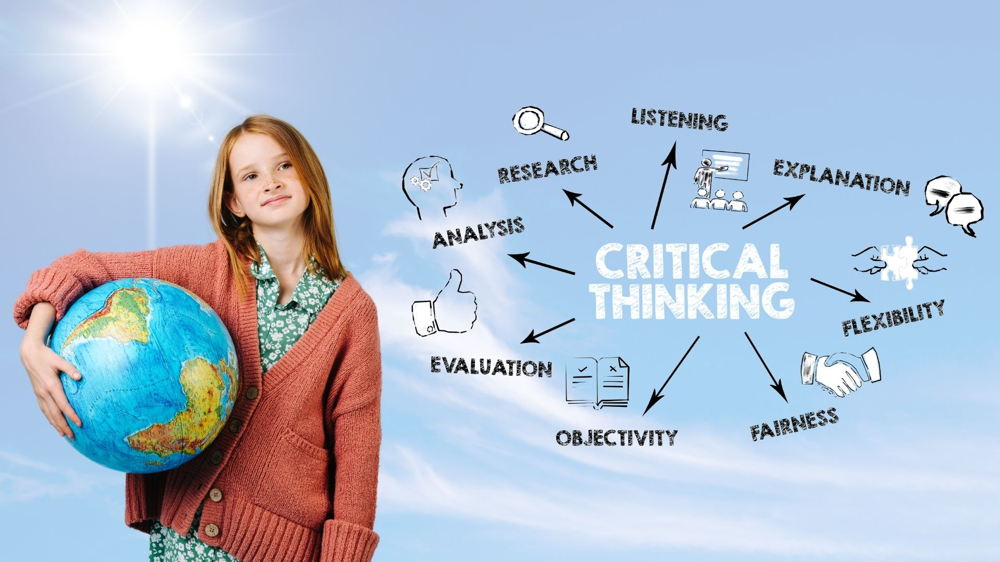 LISTENING
RESEARCH
EXPLANATION
ANALYSIS
CRITICAL
THINKING
FLEXIBILITY
EVALUATION
OBJECTIVITY
FAIRNESS